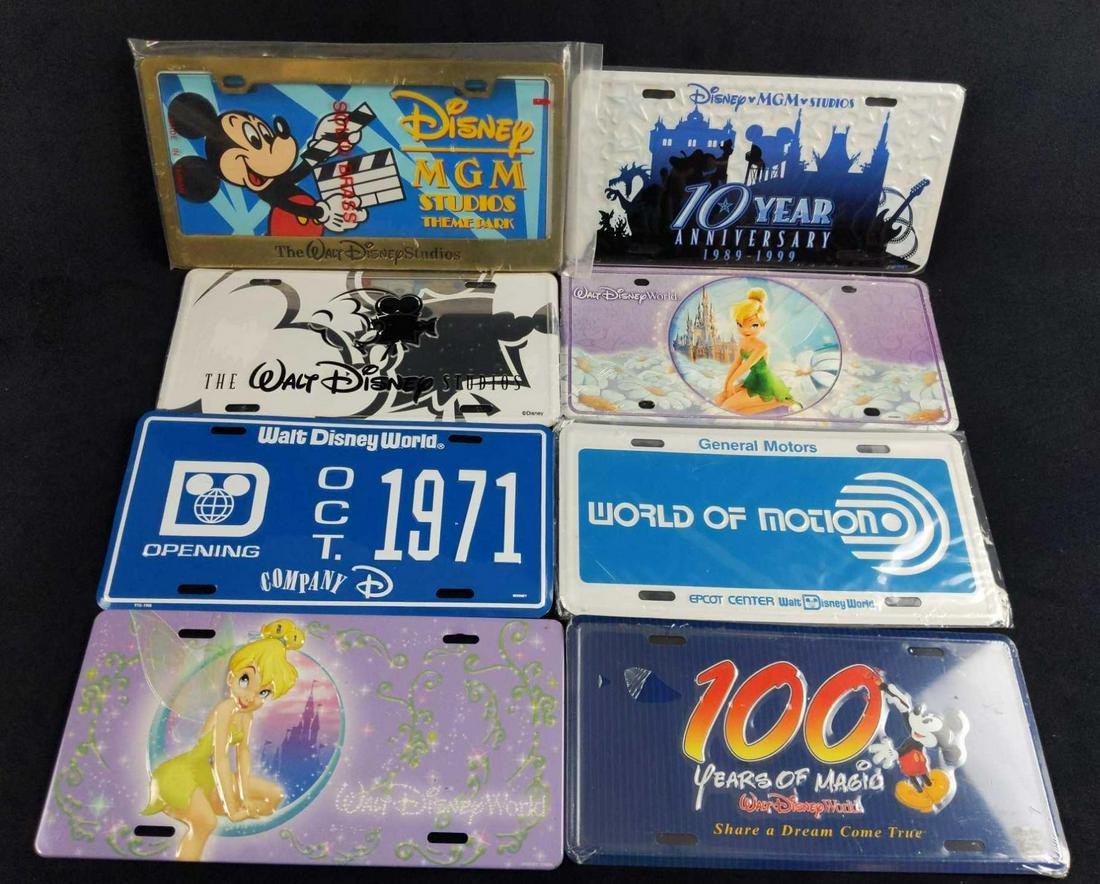 Disney
MGM
STUDIOS
THEME PARK
SOLID BRASS
MADE IN
The Walt Disney Studios
Disney MGM STUDIOS
10 YEAR
ANNIVERSARY
1989-1999
THE Walt Disney STUDIOS
©Disney
Walt Disney World
Walt Disney World®
OPENING
OCT. 1971
COMPANY D
General Motors
WORLD OF MOTION
EPCOT CENTER Walt Disney World
Walt Disney World
100
YEARS OF MAGIC
Walt Disney World
Share a Dream Come True